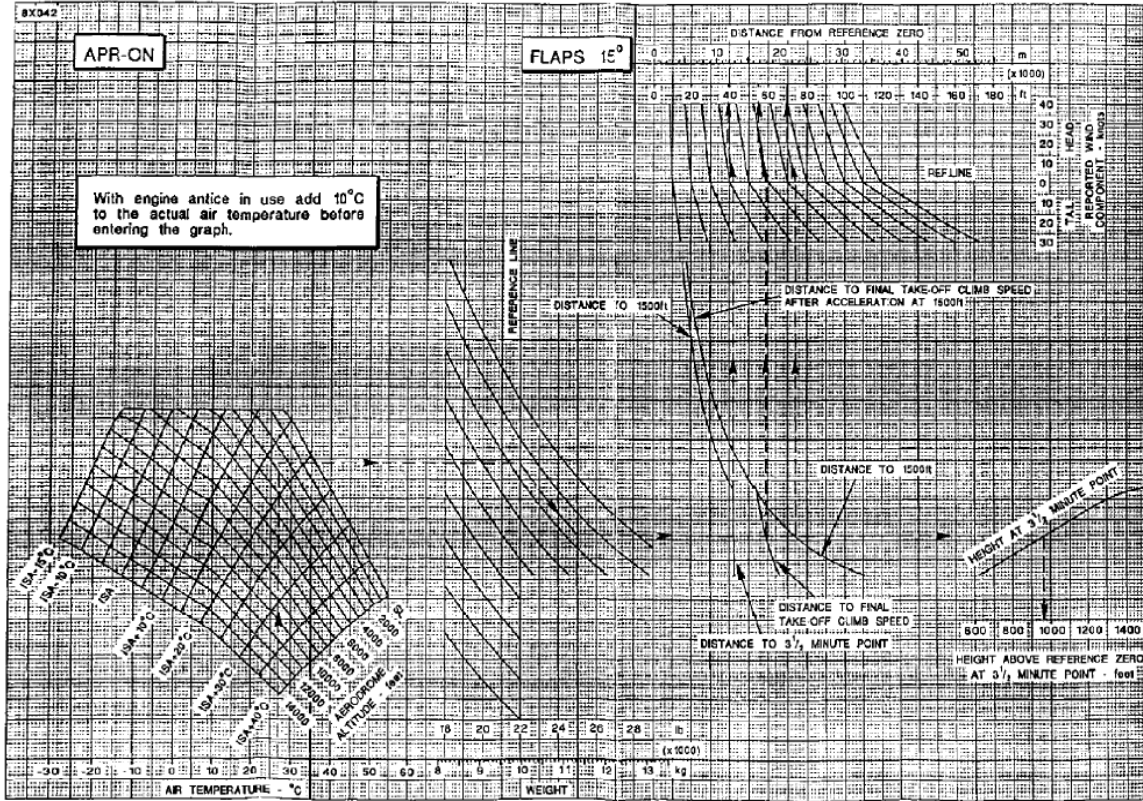 8X042
APR-ON
FLAPS 15°
With engine antice in use add 10°C
to the actual air temperature before
entering the graph.
DISTANCE FROM REFERENCE ZERO
0 10 20 30 40 50 m
(x 1000)
0 20 40 60 80 100 120 140 160 180 ft
40
30
20
10
0
10
20
30
TAIL HEAD
REPORTED WIND
COMPONENT - knots
REF.LINE
REFERENCE LINE
DISTANCE TO 1500ft
DISTANCE TO FINAL TAKE-OFF CLIMB SPEED
AFTER ACCELERATION AT 1500ft
DISTANCE TO 1500ft
HEIGHT AT 3½ MINUTE POINT
DISTANCE TO FINAL
TAKE-OFF CLIMB SPEED
DISTANCE TO 3½ MINUTE POINT
600 800 1000 1200 1400
HEIGHT ABOVE REFERENCE ZERO
AT 3½ MINUTE POINT - feet
ISA-15°C
ISA-10°C
ISA
ISA+10°C
ISA+20°C
ISA+30°C
ISA+40°C
SL
2000
4000
6000
8000
10000
12000
14000
AERODROME
ALTITUDE - feet
18 20 22 24 26 28 lb
(x 1000)
-30 -20 -10 0 10 20 30 40 50 60
8 9 10 11 12 13 kg
AIR TEMPERATURE - °C
WEIGHT